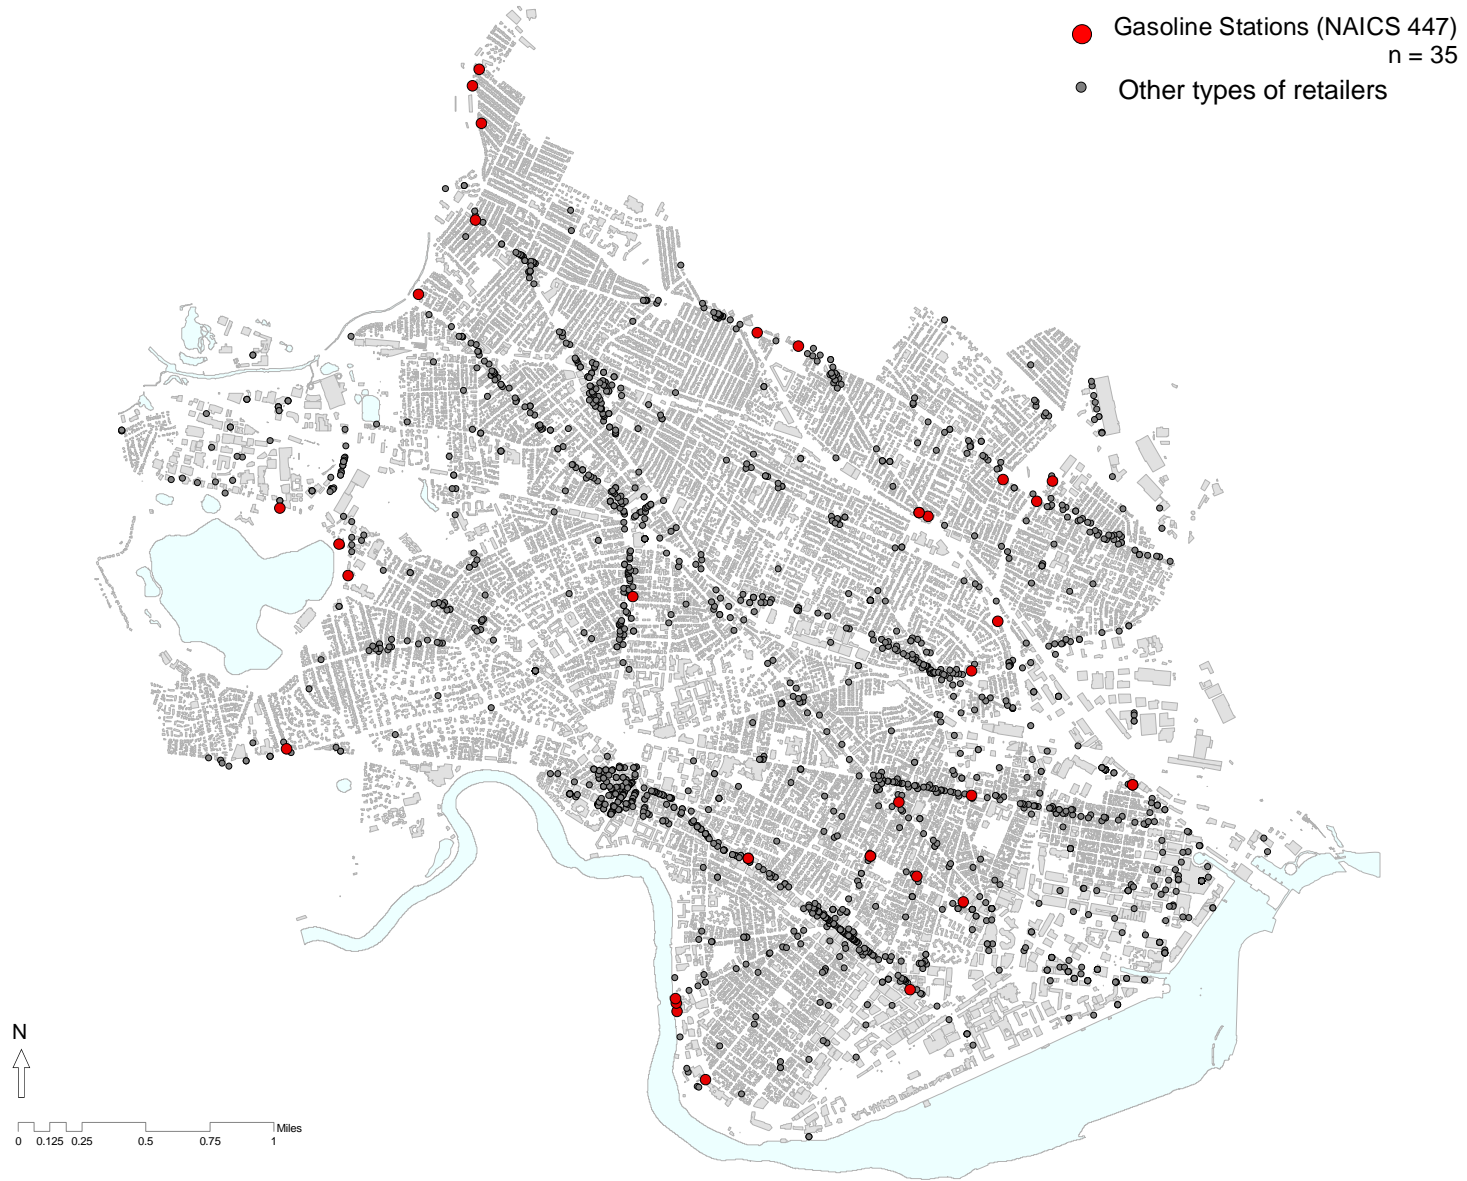 Gasoline Stations (NAICS 447)
n = 35
Other types of retailers
N
Miles
0 0.125 0.25 0.5 0.75 1